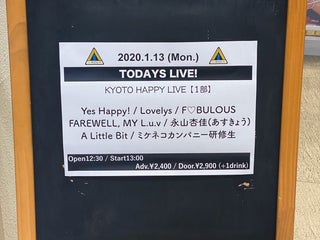 2020.1.13 (Mon.)
TODAYS LIVE!
KYOTO HAPPY LIVE【1部】
Yes Happy! / Lovelys / F♡BULOUS
FAREWELL, MY L.u.v / 永山杏佳(あすきょう)
A Little Bit / ミケネコカンパニー研修生
Open12:30 / Start13:00
Adv.¥2,400 / Door.¥2,900 (+1drink)